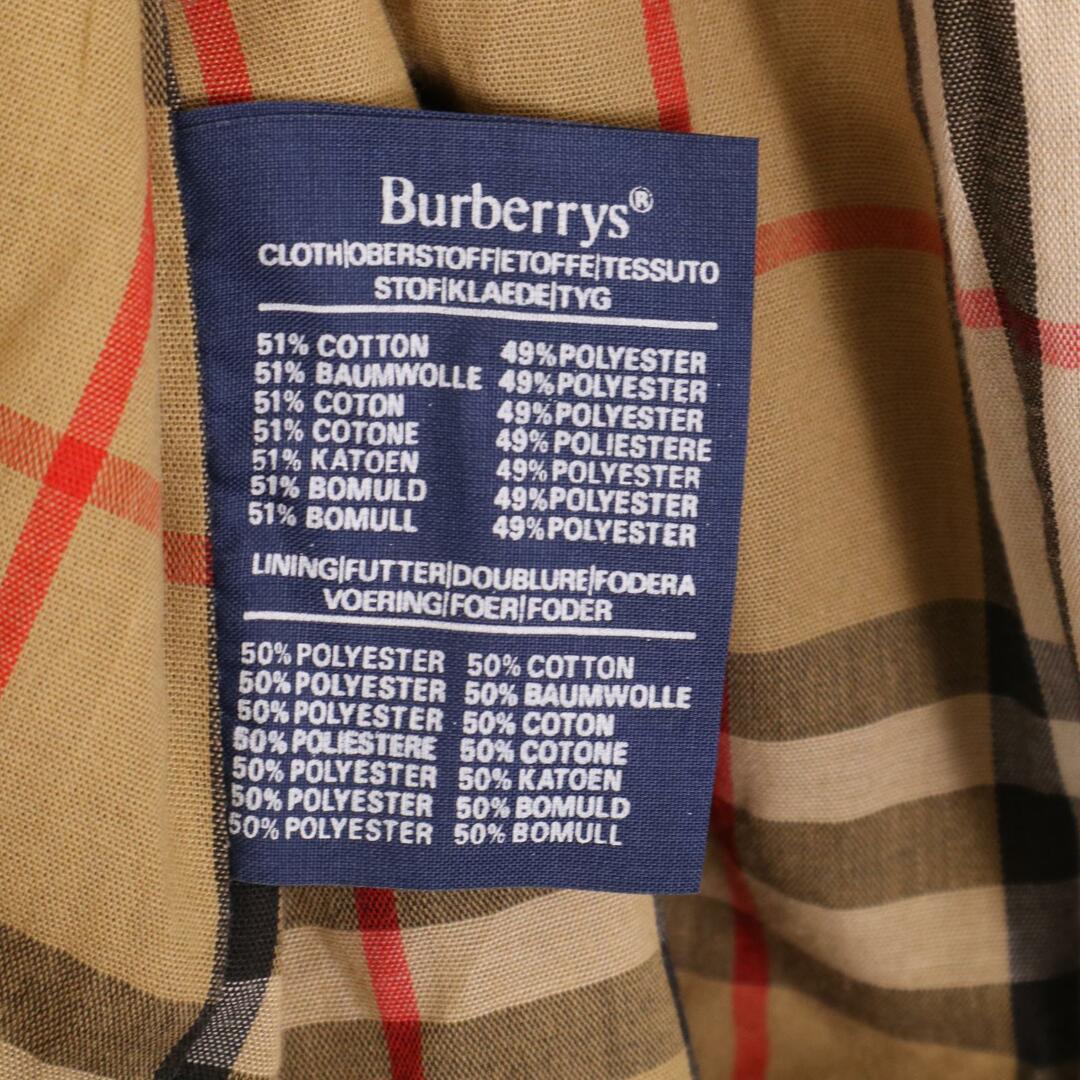 Burberrys®
CLOTH|OBERSTOFF|ETOFFE|TESSUTO
STOF|KLAEDE|TYG
51% COTTON 49% POLYESTER
51% BAUMWOLLE 49% POLYESTER
51% COTON 49% POLYESTER
51% COTONE 49% POLIESTERE
51% KATOEN 49% POLYESTER
51% BOMULD 49% POLYESTER
51% BOMULL 49% POLYESTER
LINING|FUTTER|DOUBLURE|FODERA
VOERING|FOER|FODER
50% POLYESTER 50% COTTON
50% POLYESTER 50% BAUMWOLLE
50% POLYESTER 50% COTON
50% POLIESTERE 50% COTONE
50% POLYESTER 50% KATOEN
50% POLYESTER 50% BOMULD
50% POLYESTER 50% BOMULL